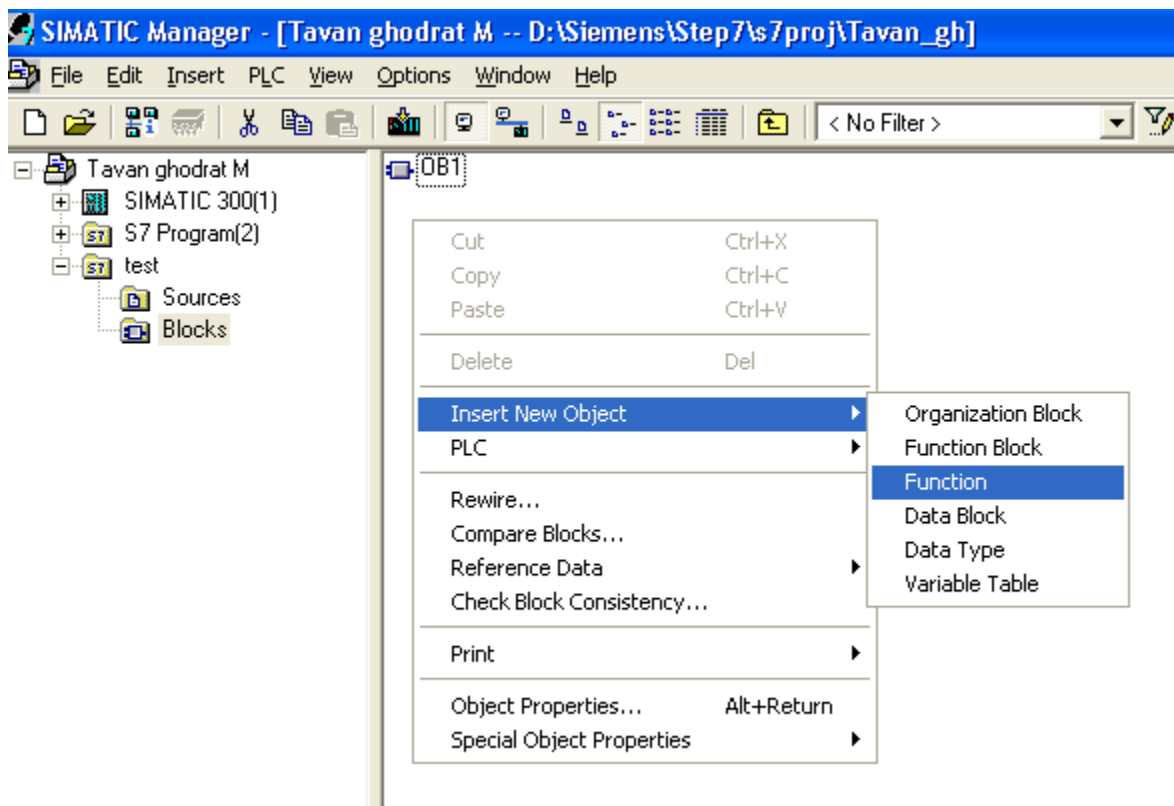 SIMATIC Manager - [Tavan ghodrat M -- D:\Siemens\Step7\s7proj\Tavan_gh]
File Edit Insert PLC View Options Window Help
< No Filter >
Tavan ghodrat M
SIMATIC 300(1)
S7 Program(2)
test
Sources
Blocks
OB1
Cut Ctrl+X
Copy Ctrl+C
Paste Ctrl+V
Delete Del
Insert New Object
PLC
Rewire...
Compare Blocks...
Reference Data
Check Block Consistency...
Print
Object Properties... Alt+Return
Special Object Properties
Organization Block
Function Block
Function
Data Block
Data Type
Variable Table